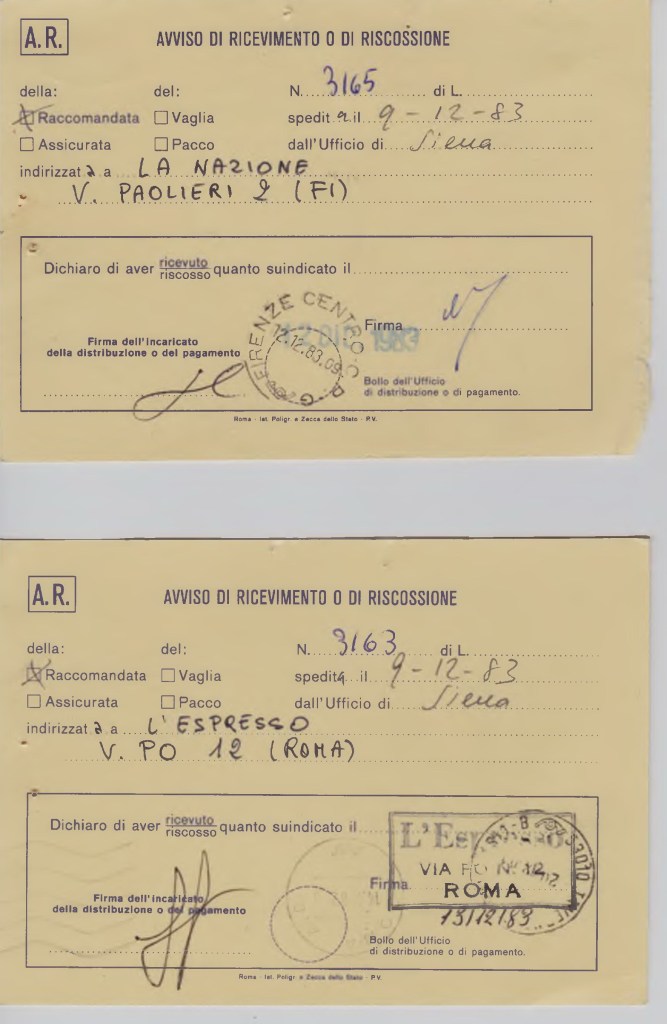 A.R. AVVISO DI RICEVIMENTO O DI RISCOSSIONE
della: del: N. 3165 di L.
Raccomandata Vaglia spedita il 9-12-83
Assicurata Pacco dall'Ufficio di Siena
indirizzata a LA NAZIONE
V. PAOLIERI 2 (FI)
Dichiaro di aver ricevuto/riscosso quanto suindicato il
FIRENZE CENTRO
12.12.83.09
12 DIC 1983
Firma
Firma dell'incaricato
della distribuzione o del pagamento
Bollo dell'Ufficio
di distribuzione o di pagamento.
Roma - Ist. Poligr. e Zecca dello Stato - P.V.
A.R. AVVISO DI RICEVIMENTO O DI RISCOSSIONE
della: del: N. 3163 di L.
Raccomandata Vaglia spedita il 9-12-83
Assicurata Pacco dall'Ufficio di Siena
indirizzata a L'ESPRESSO
V. PO 12 (ROMA)
Dichiaro di aver ricevuto/riscosso quanto suindicato il
L'Espresso
VIA PO N. 12
ROMA
13/12/83
Firma
Firma dell'incaricato
della distribuzione o del pagamento
Bollo dell'Ufficio
di distribuzione o di pagamento.
Roma - Ist. Poligr. e Zecca dello Stato - P.V.